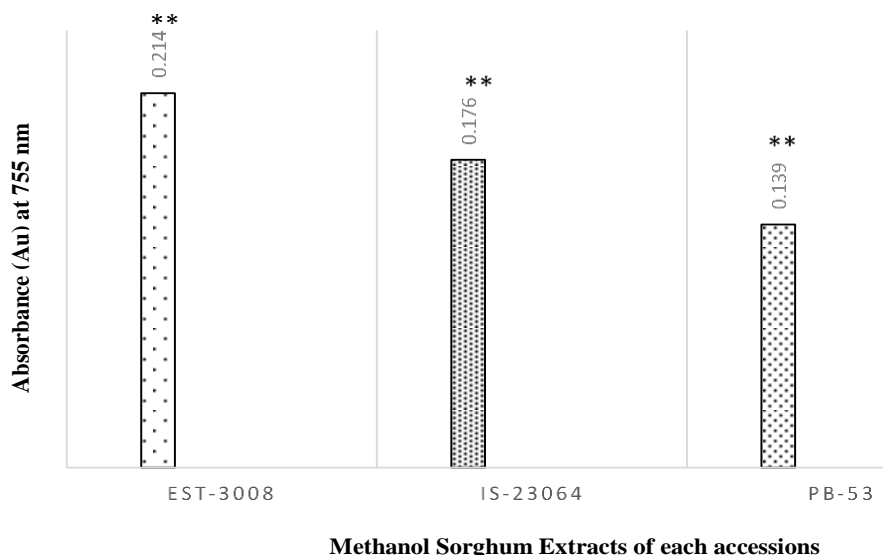 **
0.214
**
0.176
**
0.139
Absorbance (Au) at 755 nm
EST-3008
IS-23064
PB-53
Methanol Sorghum Extracts of each accessions